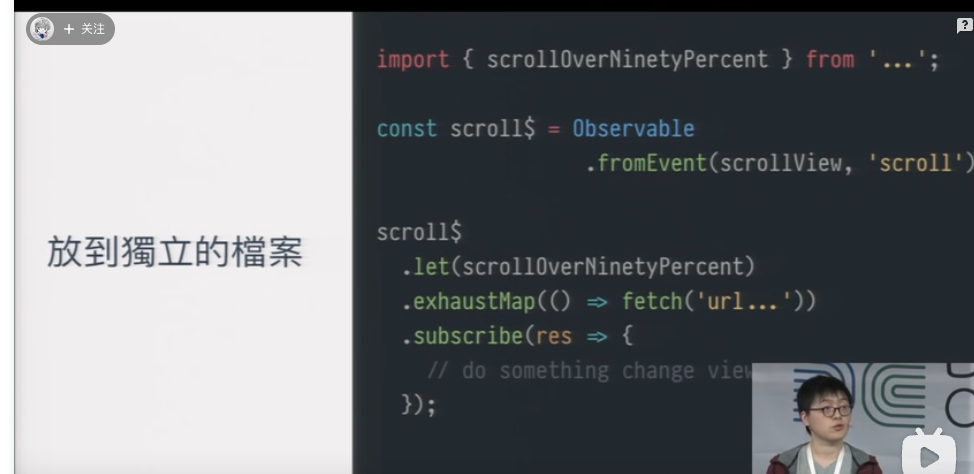 + 关注
放到獨立的檔案
import { scrollOverNinetyPercent } from '...';
const scroll$ = Observable
.fromEvent(scrollView, 'scroll')
scroll$
.let(scrollOverNinetyPercent)
.exhaustMap(() => fetch('url...'))
.subscribe(res => {
// do something change view
});
?